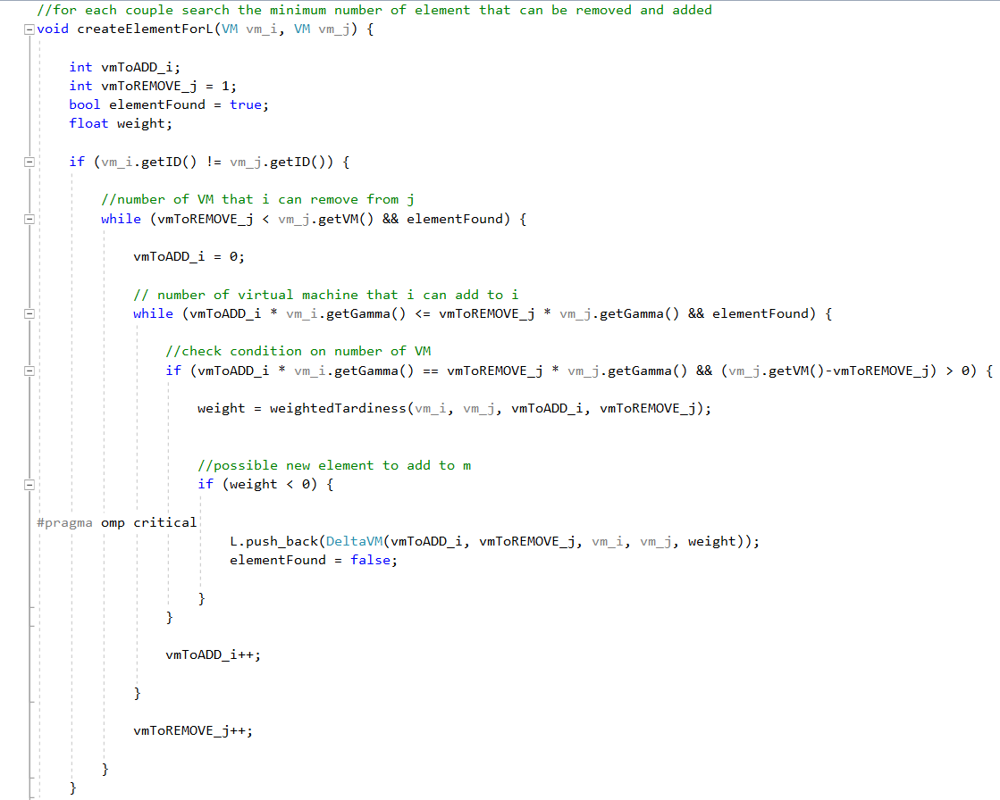 //for each couple search the minimum number of element that can be removed and added
void createElementForL(VM vm_i, VM vm_j) {
int vmToADD_i;
int vmToREMOVE_j = 1;
bool elementFound = true;
float weight;
if (vm_i.getID() != vm_j.getID()) {
//number of VM that i can remove from j
while (vmToREMOVE_j < vm_j.getVM() && elementFound) {
vmToADD_i = 0;
// number of virtual machine that i can add to i
while (vmToADD_i * vm_i.getGamma() <= vmToREMOVE_j * vm_j.getGamma() && elementFound) {
//check condition on number of VM
if (vmToADD_i * vm_i.getGamma() == vmToREMOVE_j * vm_j.getGamma() && (vm_j.getVM()-vmToREMOVE_j) > 0) {
weight = weightedTardiness(vm_i, vm_j, vmToADD_i, vmToREMOVE_j);
//possible new element to add to m
if (weight < 0) {
#pragma omp critical
L.push_back(DeltaVM(vmToADD_i, vmToREMOVE_j, vm_i, vm_j, weight));
elementFound = false;
}
}
vmToADD_i++;
}
vmToREMOVE_j++;
}
}